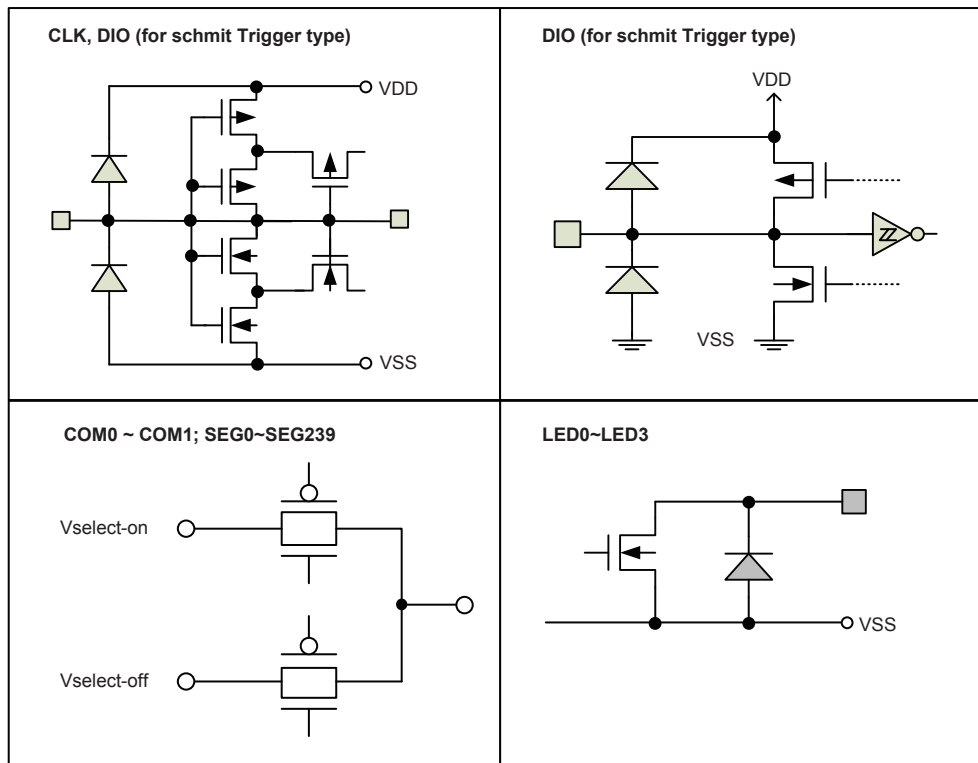 CLK, DIO (for schmit Trigger type)
VDD
VSS
DIO (for schmit Trigger type)
VDD
VSS
COM0 ~ COM1; SEG0~SEG239
Vselect-on
Vselect-off
LED0~LED3
VSS